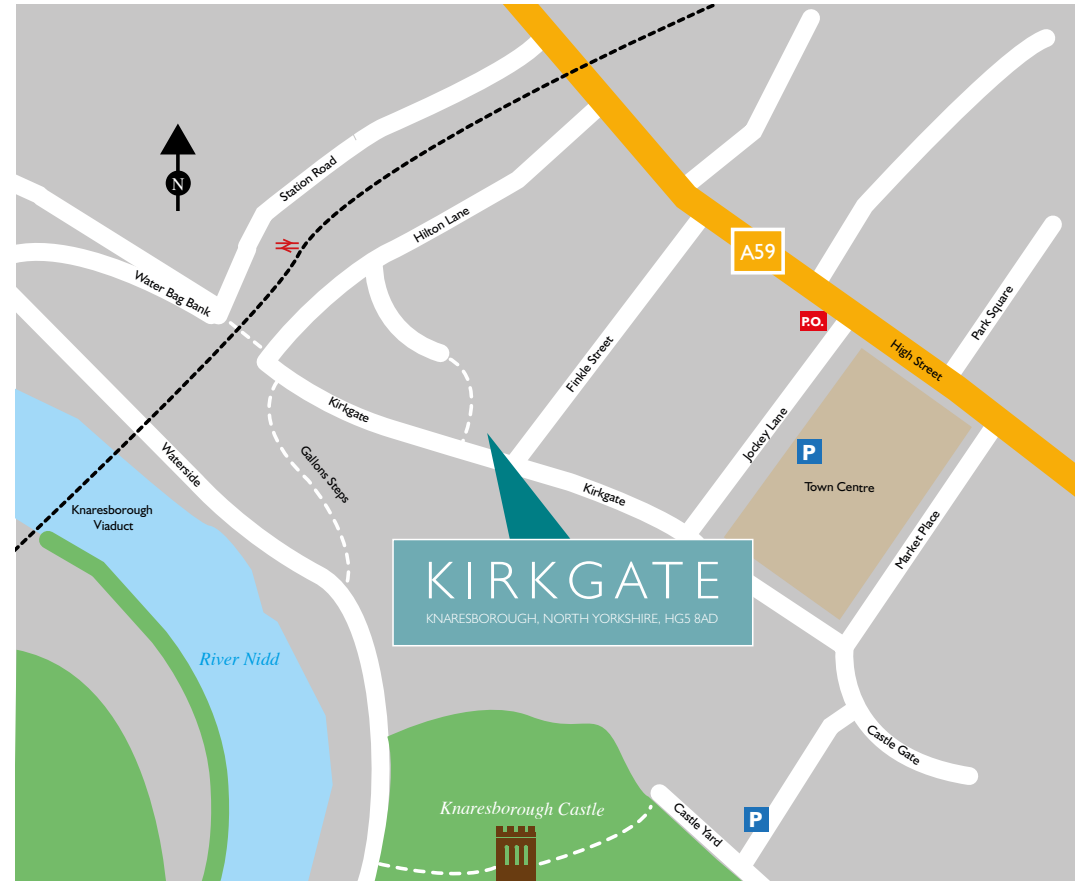 N
Station Road
Hilton Lane
Water Bag Bank
A59
P.O.
High Street
Park Square
Finkle Street
Kirkgate
Jockey Lane
P
Town Centre
Gallons Steps
Waterside
Kirkgate
Market Place
Knaresborough
Viaduct
KIRKGATE
KNARESBOROUGH, NORTH YORKSHIRE, HG5 8AD
River Nidd
Castle Gate
Knaresborough Castle
Castle Yard
P